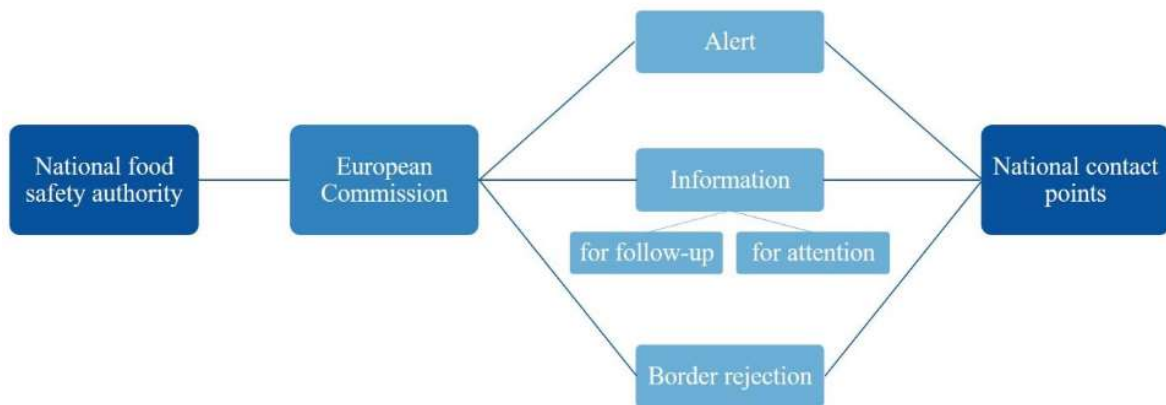 Alert
National food
safety authority
European
Commission
Information
National contact
points
for follow-up
for attention
Border rejection